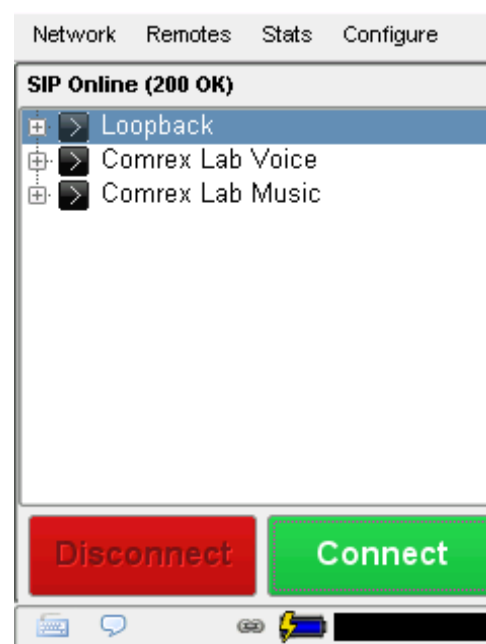 Network Remotes Stats Configure
SIP Online (200 OK)
Loopback
Comrex Lab Voice
Comrex Lab Music
Disconnect Connect